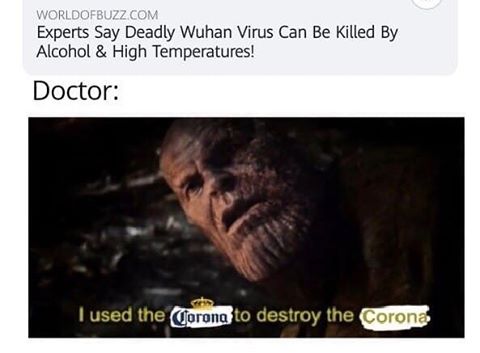 WORLDOFBUZZ.COM
Experts Say Deadly Wuhan Virus Can Be Killed By
Alcohol & High Temperatures!
Doctor:
I used the Corona to destroy the Corona